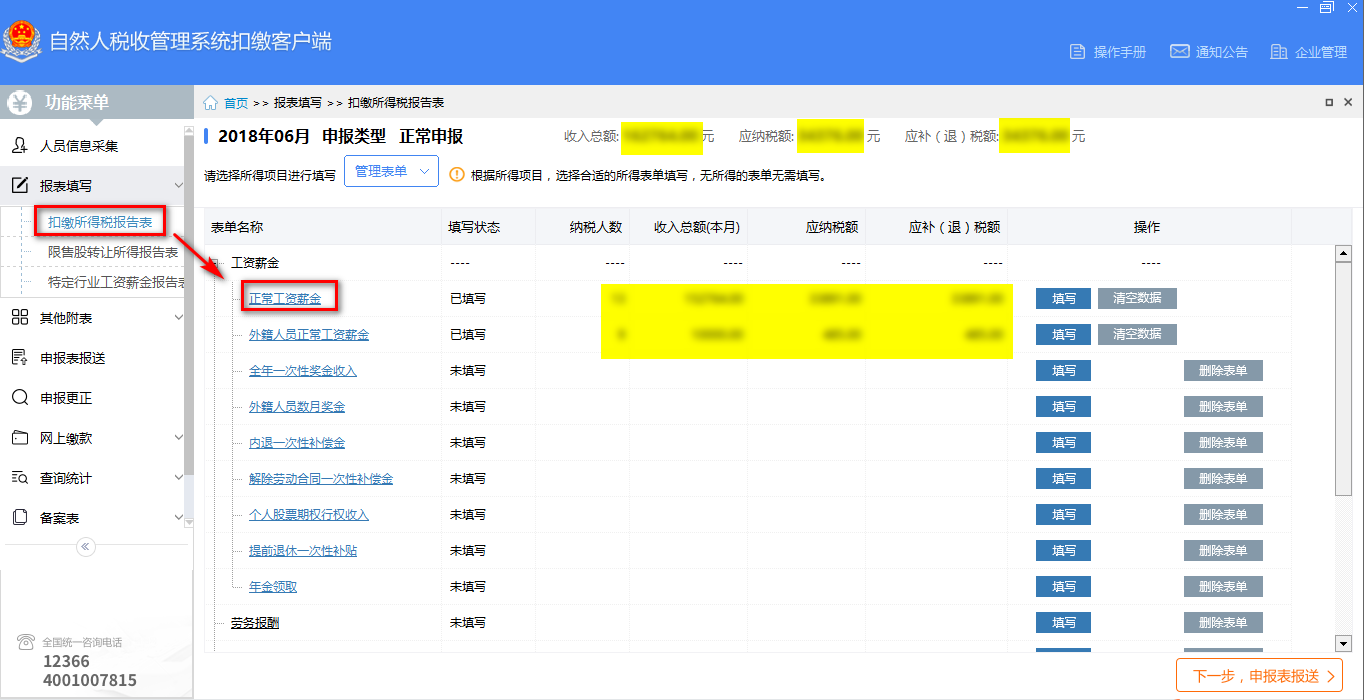 自然人税收管理系统扣缴客户端
操作手册 通知公告 企业管理
功能菜单
人员信息采集
报表填写
扣缴所得税报告表
限售股转让所得报告表
特定行业工资薪金报告表
其他附表
申报表报送
申报更正
网上缴款
查询统计
备案表
全国统一咨询电话
12366
4001007815
首页 >> 报表填写 >> 扣缴所得税报告表
2018年06月 申报类型 正常申报 收入总额: 元 应纳税额: 元 应补（退）税额: 元
请选择所得项目进行填写 管理表单 根据所得项目，选择合适的所得表单填写，无所得的表单无需填写。
表单名称 填写状态 纳税人数 收入总额(本月) 应纳税额 应补（退）税额 操作
工资薪金 ---- ---- ---- ---- ---- ----
正常工资薪金 已填写 填写 清空数据
外籍人员正常工资薪金 已填写 填写 清空数据
全年一次性奖金收入 未填写 填写 删除表单
外籍人员数月奖金 未填写 填写 删除表单
内退一次性补偿金 未填写 填写 删除表单
解除劳动合同一次性补偿金 未填写 填写 删除表单
个人股票期权行权收入 未填写 填写 删除表单
提前退休一次性补贴 未填写 填写 删除表单
年金领取 未填写 填写 删除表单
劳务报酬 未填写 填写 删除表单
下一步，申报表报送